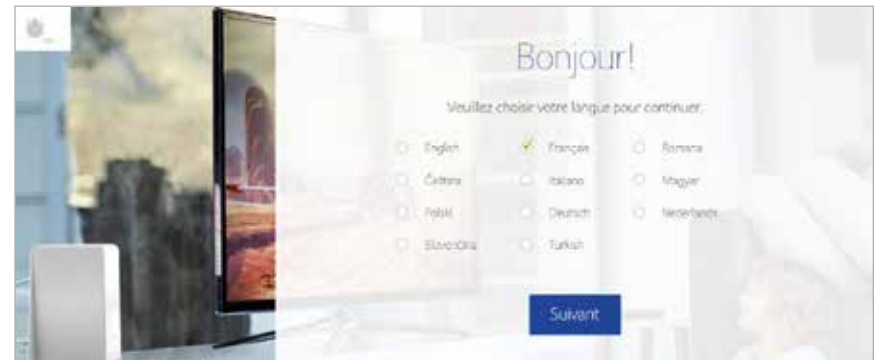 Bonjour!
Veuillez choisir votre langue pour continuer.
English Français Romana
Čeština Italiano Magyar
Polski Deutsch Nederlands
Slovenčina Turkish
Suivant